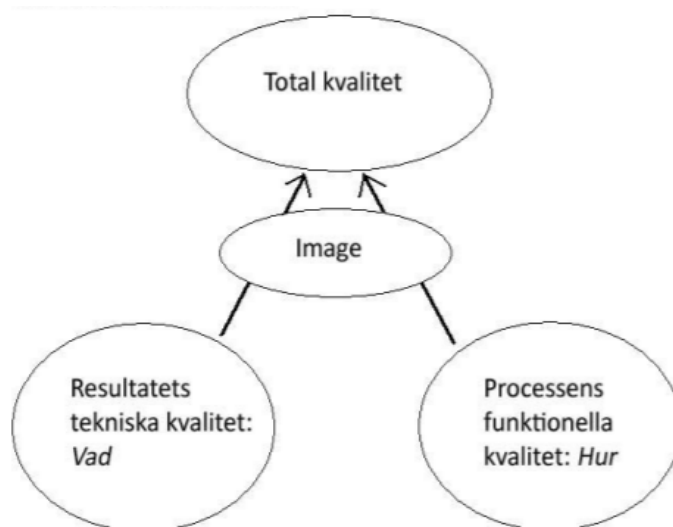 Total kvalitet
Image
Resultatets
tekniska kvalitet:
Vad
Processens
funktionella
kvalitet: Hur